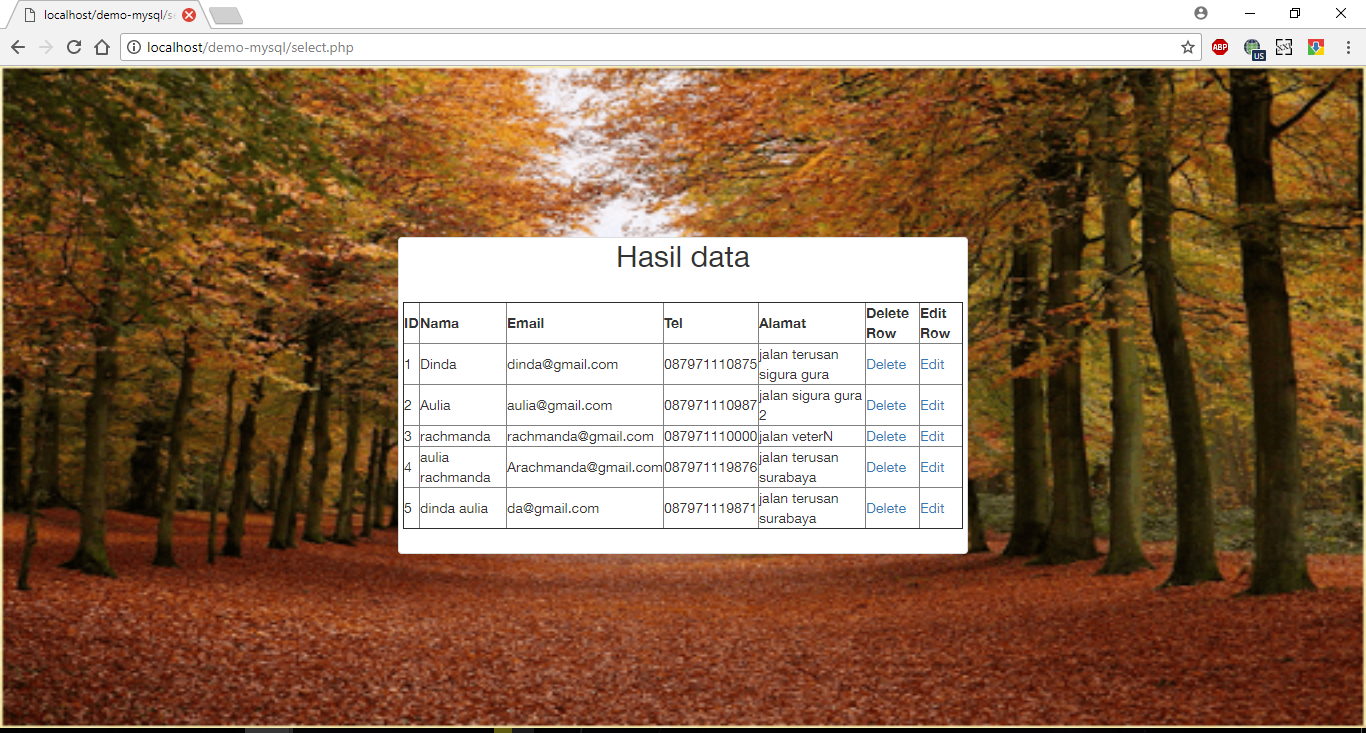 localhost/demo-mysql/se
localhost/demo-mysql/select.php
ABP
US
Hasil data
ID Nama Email Tel Alamat Delete Row Edit Row
1 Dinda dinda@gmail.com 087971110875 jalan terusan sigura gura Delete Edit
2 Aulia aulia@gmail.com 087971110987 jalan sigura gura 2 Delete Edit
3 rachmanda rachmanda@gmail.com 087971110000 jalan veterN Delete Edit
4 aulia rachmanda Arachmanda@gmail.com 087971119876 jalan terusan surabaya Delete Edit
5 dinda aulia da@gmail.com 087971119871 jalan terusan surabaya Delete Edit